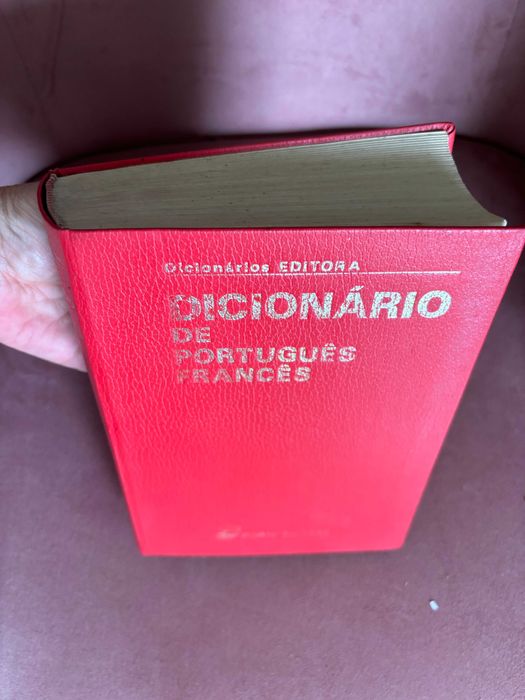 Dicionários EDITORA
DICIONÁRIO
DE
PORTUGUÊS
FRANCÊS